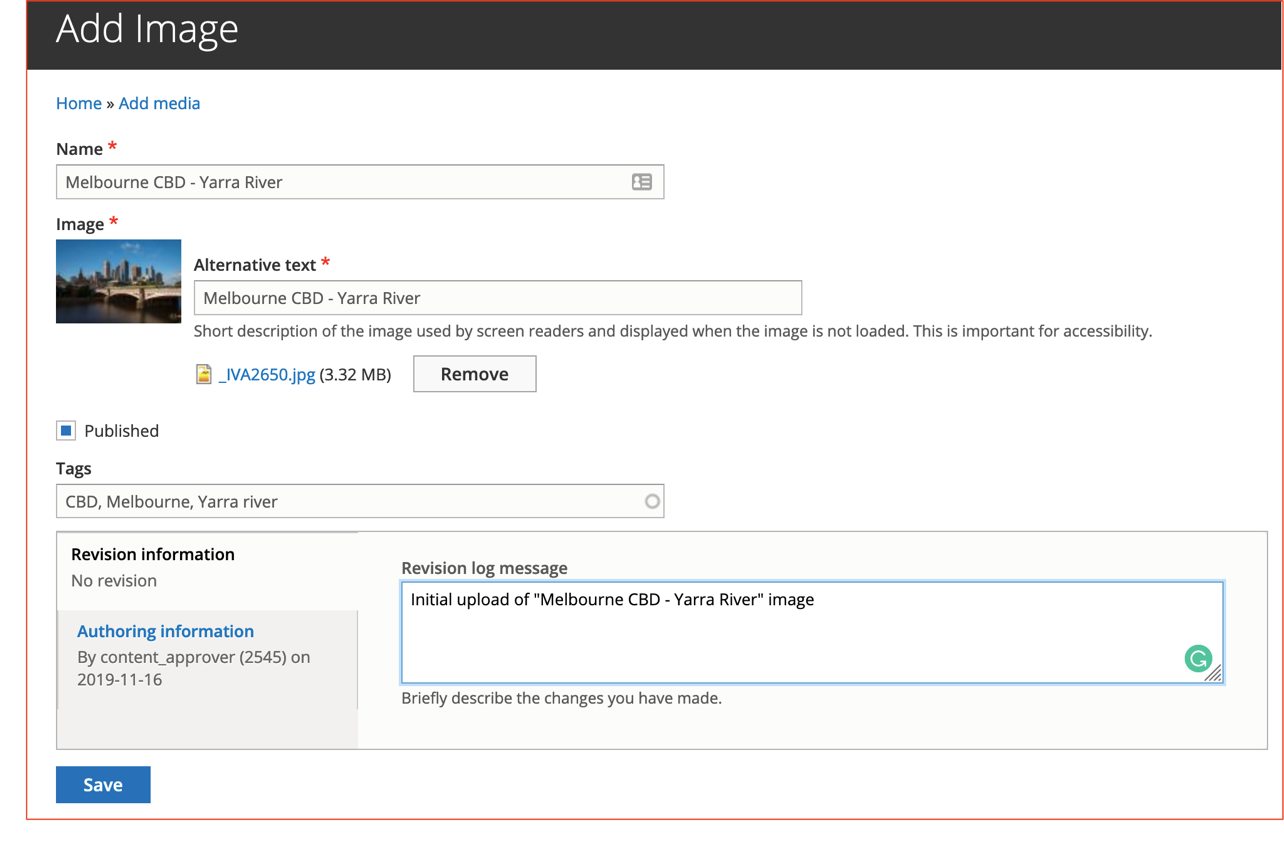 Add Image
Home » Add media
Name *
Melbourne CBD - Yarra River
Image *
Alternative text *
Melbourne CBD - Yarra River
Short description of the image used by screen readers and displayed when the image is not loaded. This is important for accessibility.
_IVA2650.jpg (3.32 MB)
Remove
Published
Tags
CBD, Melbourne, Yarra river
Revision information
No revision
Authoring information
By content_approver (2545) on
2019-11-16
Revision log message
Initial upload of "Melbourne CBD - Yarra River" image
Briefly describe the changes you have made.
Save